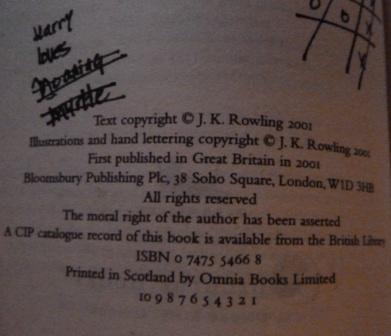 Harry
loves
Moaning
Myrtle
O
X
O
X
X
Text copyright © J. K. Rowling 2001
Illustrations and hand lettering copyright © J. K. Rowling 2001
First published in Great Britain in 2001
Bloomsbury Publishing Plc, 38 Soho Square, London, W1D 3HB
All rights reserved
The moral right of the author has been asserted
A CIP catalogue record of this book is available from the British Library
ISBN 0 7475 5466 8
Printed in Scotland by Omnia Books Limited
10 9 8 7 6 5 4 3 2 1